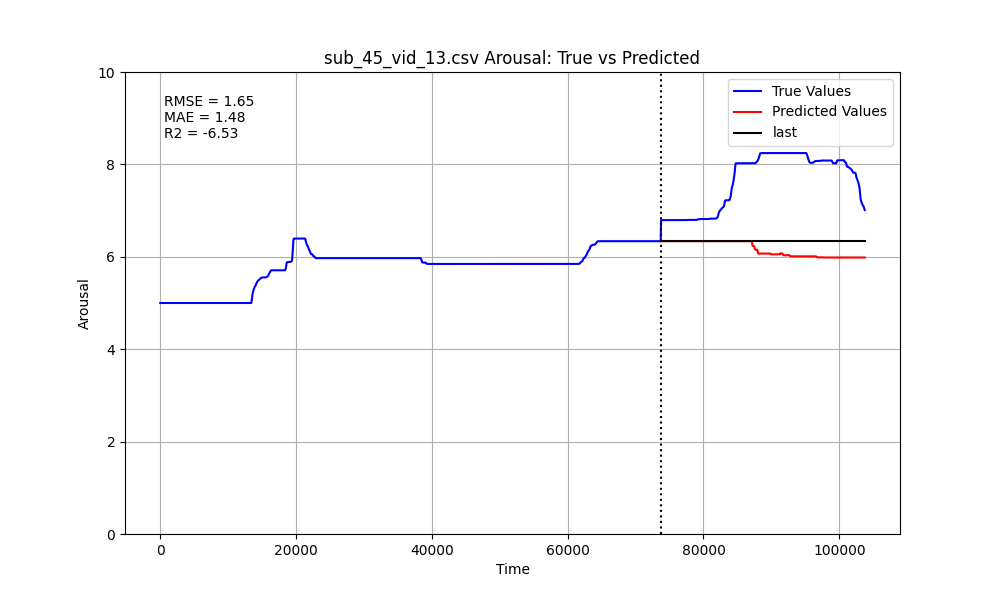 sub_45_vid_13.csv Arousal: True vs Predicted
RMSE = 1.65
MAE = 1.48
R2 = -6.53
True Values
Predicted Values
last
Arousal
10
8
6
4
2
0
0 20000 40000 60000 80000 100000
Time